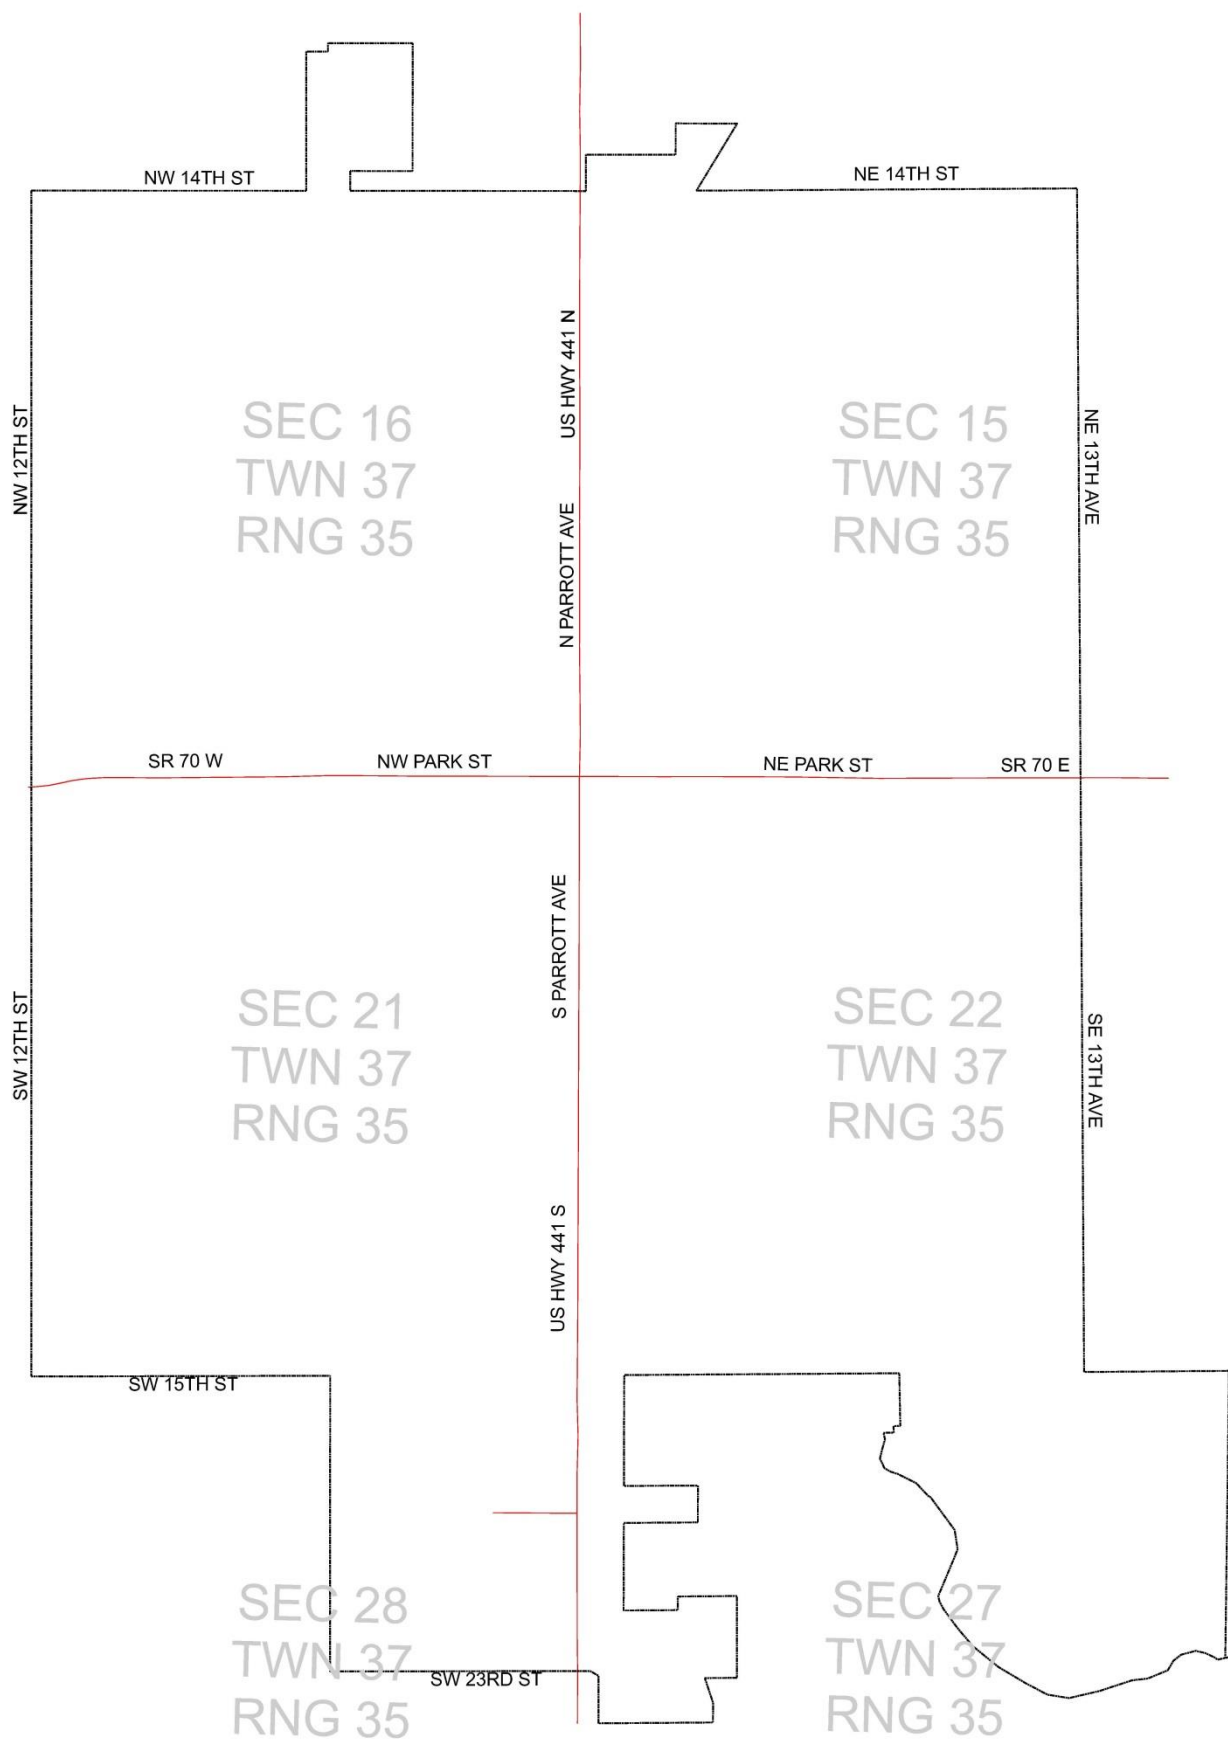 NW 14TH ST
NE 14TH ST
US HWY 441 N
SEC 16
TWN 37
RNG 35
SEC 15
TWN 37
RNG 35
NW 12TH ST
NE 13TH AVE
N PARROTT AVE
SR 70 W
NW PARK ST
NE PARK ST
SR 70 E
S PARROTT AVE
SW 12TH ST
SEC 21
TWN 37
RNG 35
SEC 22
TWN 37
RNG 35
SE 13TH AVE
US HWY 441 S
SW 15TH ST
SEC 28
TWN 37
RNG 35
SW 23RD ST
SEC 27
TWN 37
RNG 35